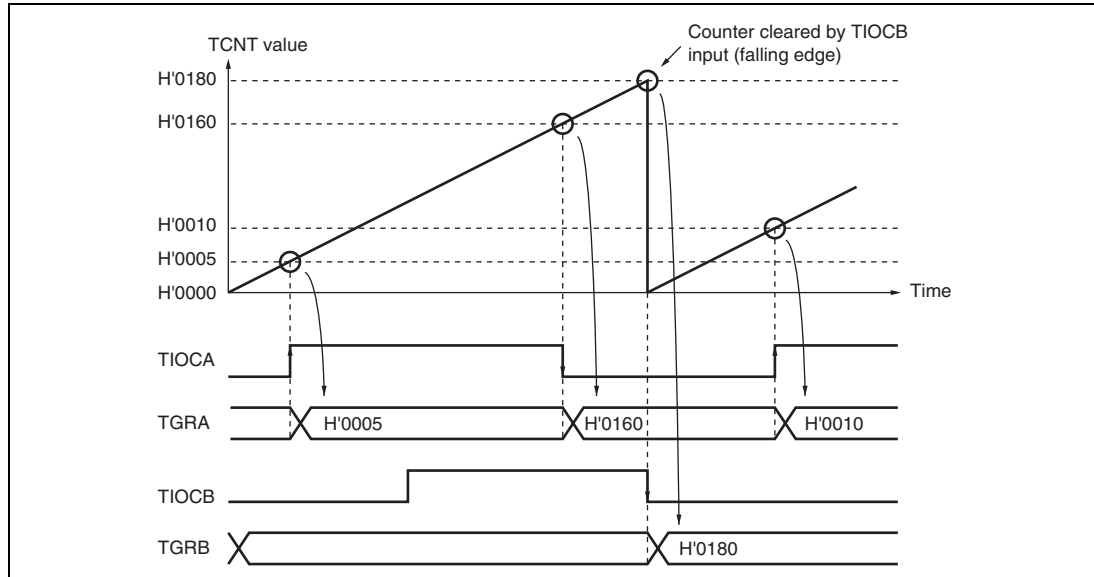 Counter cleared by TIOCB
input (falling edge)
TCNT value
H'0180
H'0160
H'0010
H'0005
H'0000
Time
TIOCA
TGRA
H'0005
H'0160
H'0010
TIOCB
TGRB
H'0180